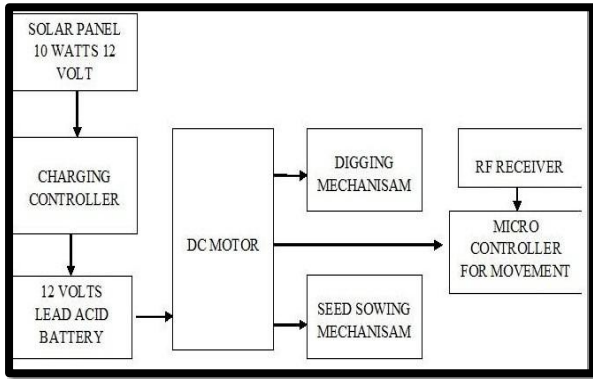 SOLAR PANEL
10 WATTS 12
VOLT
CHARGING
CONTROLLER
12 VOLTS
LEAD ACID
BATTERY
DC MOTOR
DIGGING
MECHANISAM
SEED SOWING
MECHANISAM
RF RECEIVER
MICRO
CONTROLLER
FOR MOVEMENT